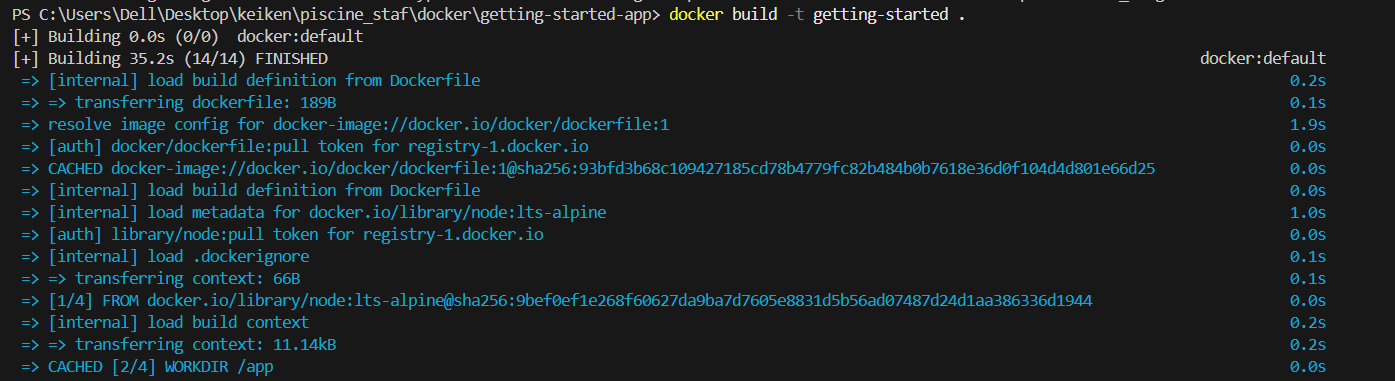 PS C:\Users\Dell\Desktop\keiken\piscine_staf\docker\getting-started-app> docker build -t getting-started .
[+] Building 0.0s (0/0)  docker:default
[+] Building 35.2s (14/14) FINISHED docker:default
=> [internal] load build definition from Dockerfile 0.2s
=> => transferring dockerfile: 189B 0.1s
=> resolve image config for docker-image://docker.io/docker/dockerfile:1 1.9s
=> [auth] docker/dockerfile:pull token for registry-1.docker.io 0.0s
=> CACHED docker-image://docker.io/docker/dockerfile:1@sha256:93bfd3b68c109427185cd78b4779fc82b484b0b7618e36d0f104d4d801e66d25 0.0s
=> [internal] load build definition from Dockerfile 0.0s
=> [internal] load metadata for docker.io/library/node:lts-alpine 1.0s
=> [auth] library/node:pull token for registry-1.docker.io 0.0s
=> [internal] load .dockerignore 0.1s
=> => transferring context: 66B 0.1s
=> [1/4] FROM docker.io/library/node:lts-alpine@sha256:9bef0ef1e268f60627da9ba7d7605e8831d5b56ad07487d24d1aa386336d1944 0.0s
=> [internal] load build context 0.2s
=> => transferring context: 11.14kB 0.2s
=> CACHED [2/4] WORKDIR /app 0.0s